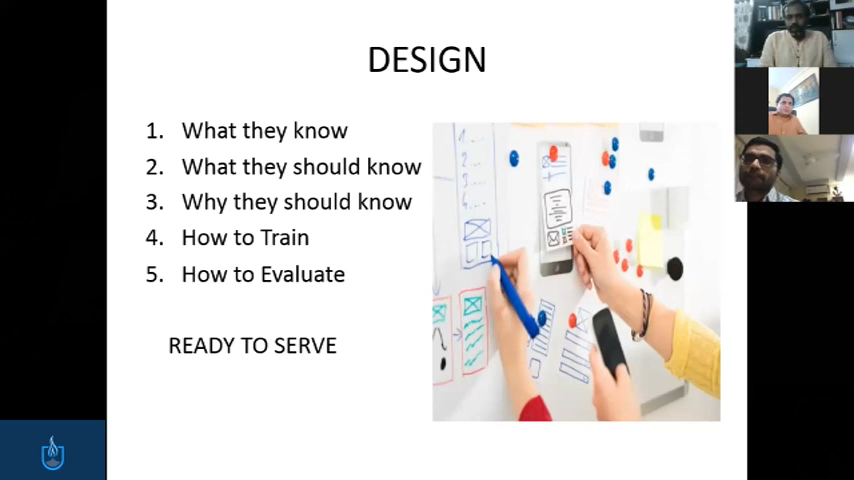 DESIGN
1. What they know
2. What they should know
3. Why they should know
4. How to Train
5. How to Evaluate
READY TO SERVE